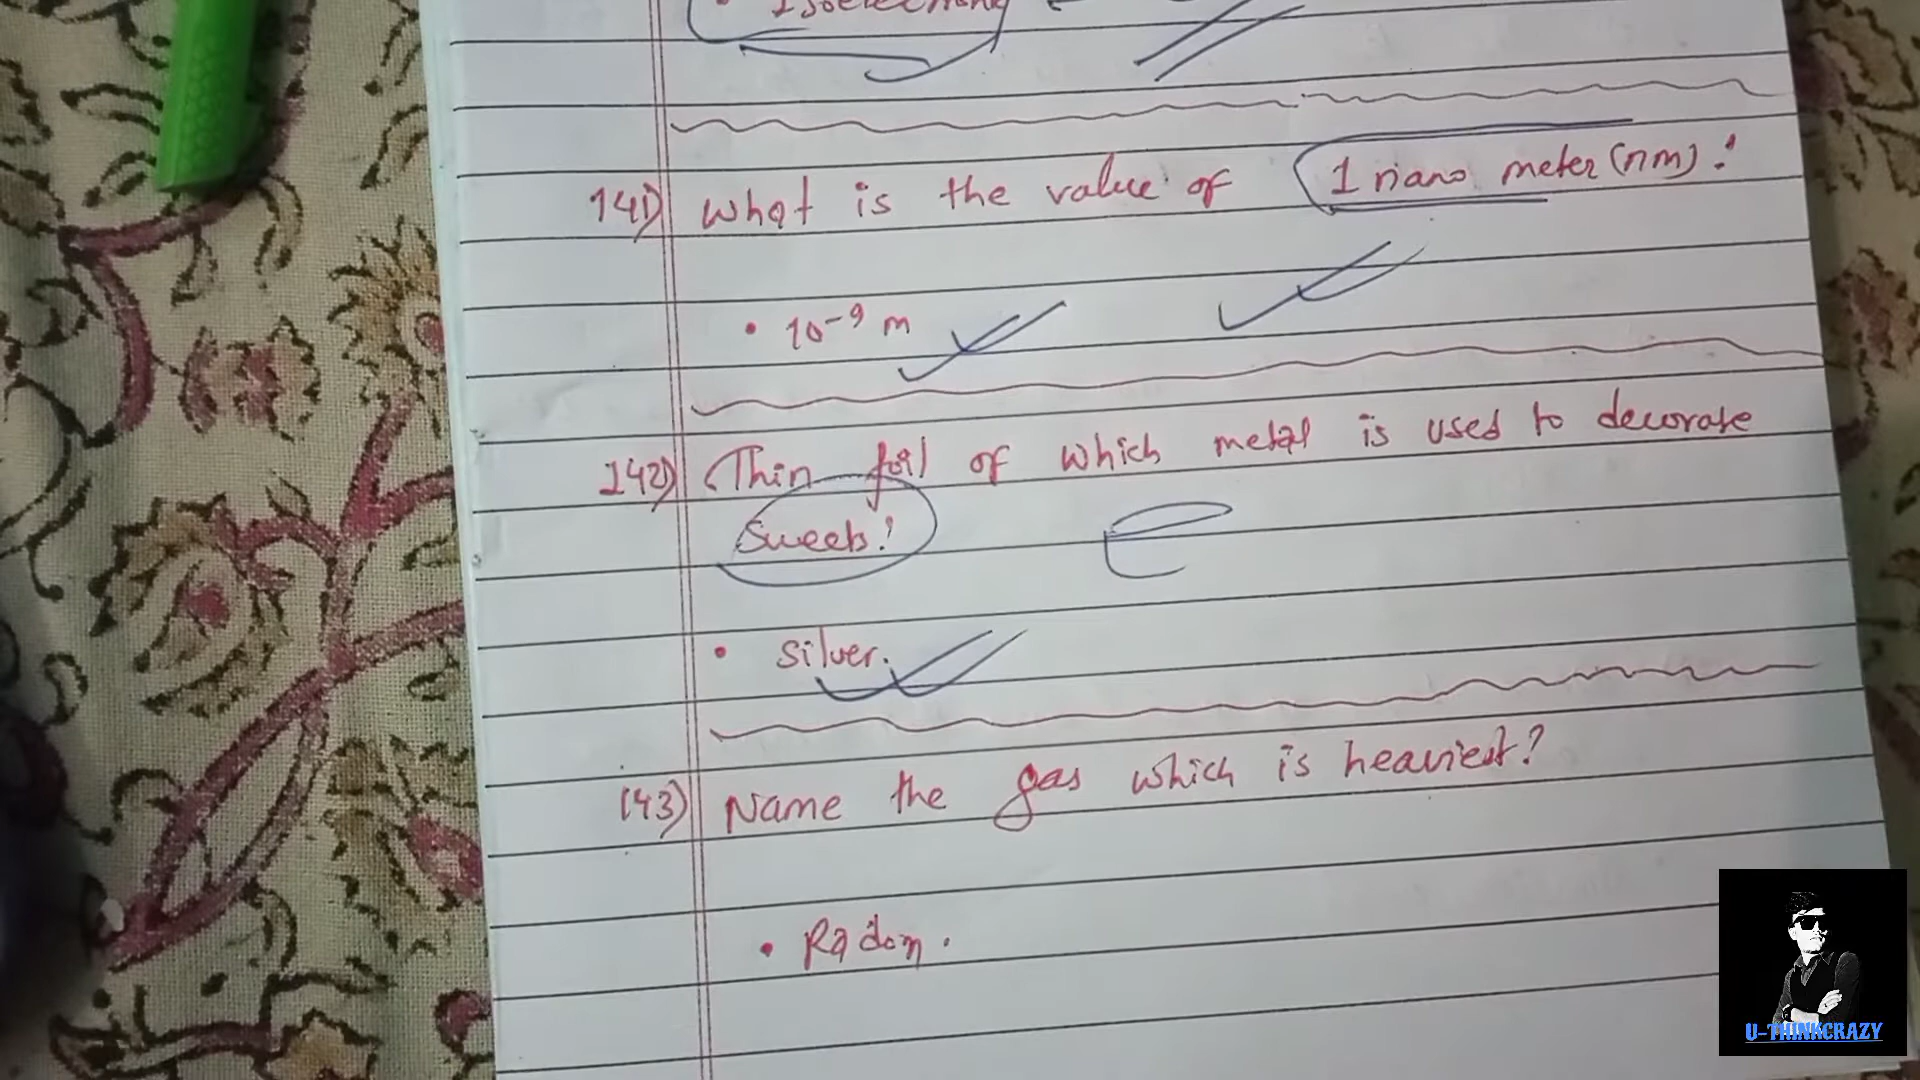 Isoelectronic
141) What is the value of 1 nano meter (nm)?
• 10⁻⁹ m
142) Thin foil of which metal is used to decorate
Sweets?
• Silver.
143) Name the gas which is heaviest?
• Radon.
U-THINKCRAZY